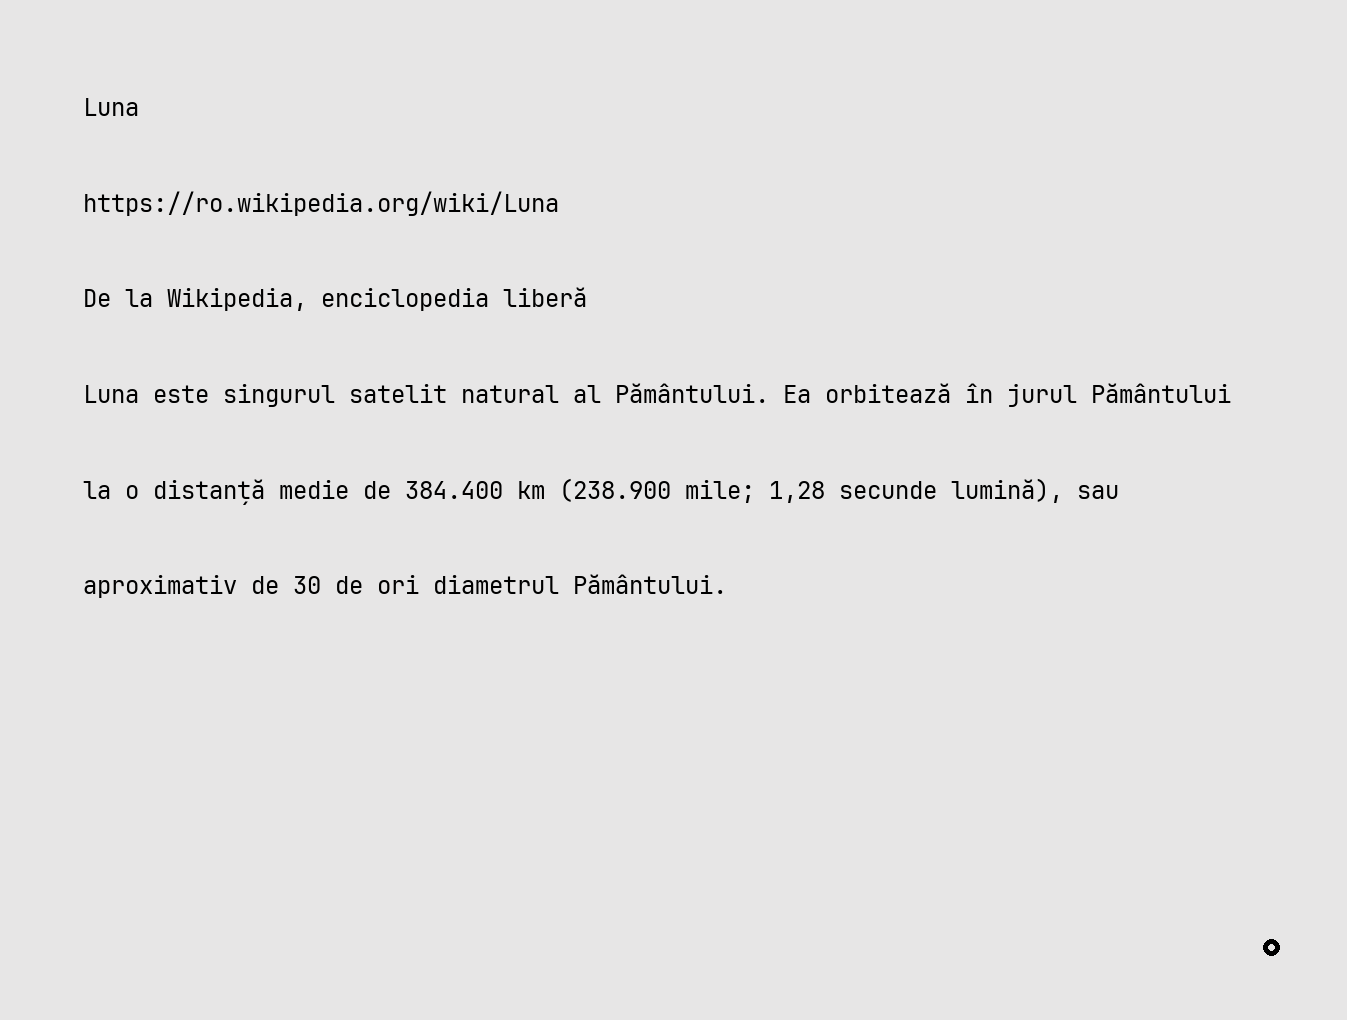 Luna
https://ro.wikipedia.org/wiki/Luna
De la Wikipedia, enciclopedia liberă
Luna este singurul satelit natural al Pământului. Ea orbitează în jurul Pământului
la o distanță medie de 384.400 km (238.900 mile; 1,28 secunde lumină), sau
aproximativ de 30 de ori diametrul Pământului.